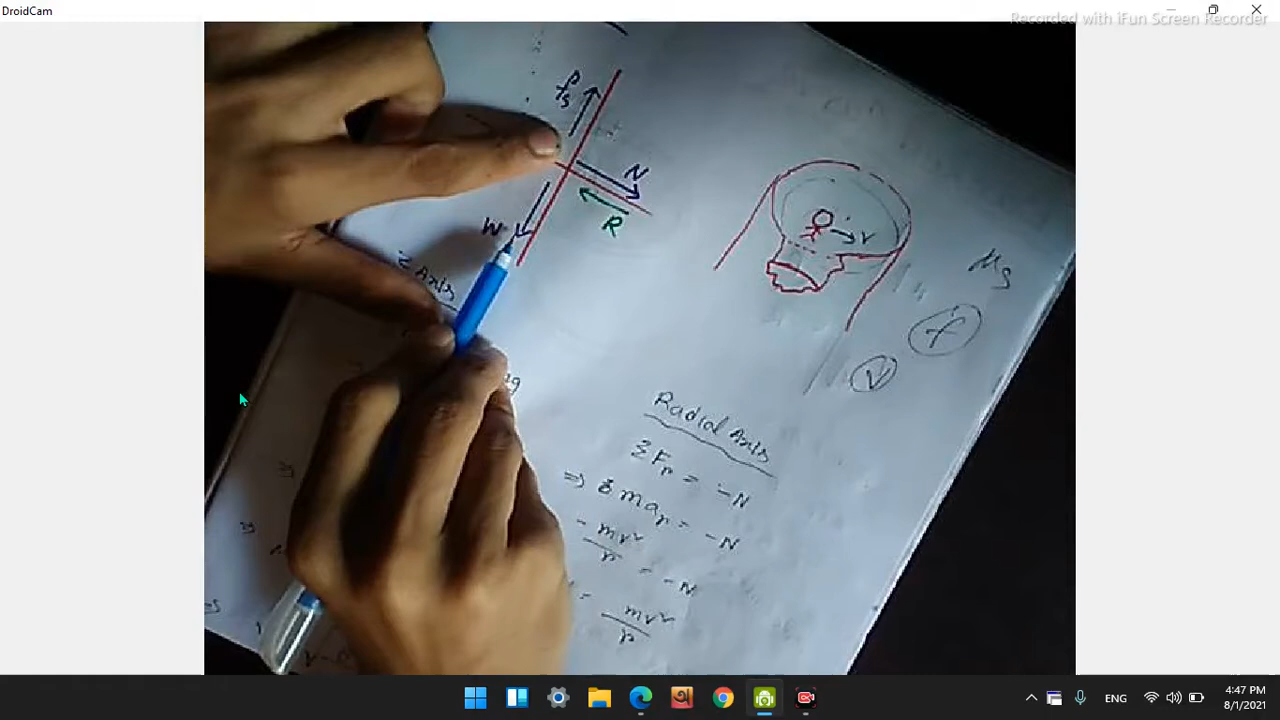 DroidCam
Recorded with iFun Screen Recorder
fs
N
R
W
Z Axis
v
μs
r
v
Radial Axis
ΣFr = -N
=> Σ mar = -N
- mv²
r
= -N
= mv²
r
ENG
4:47 PM
8/1/2021